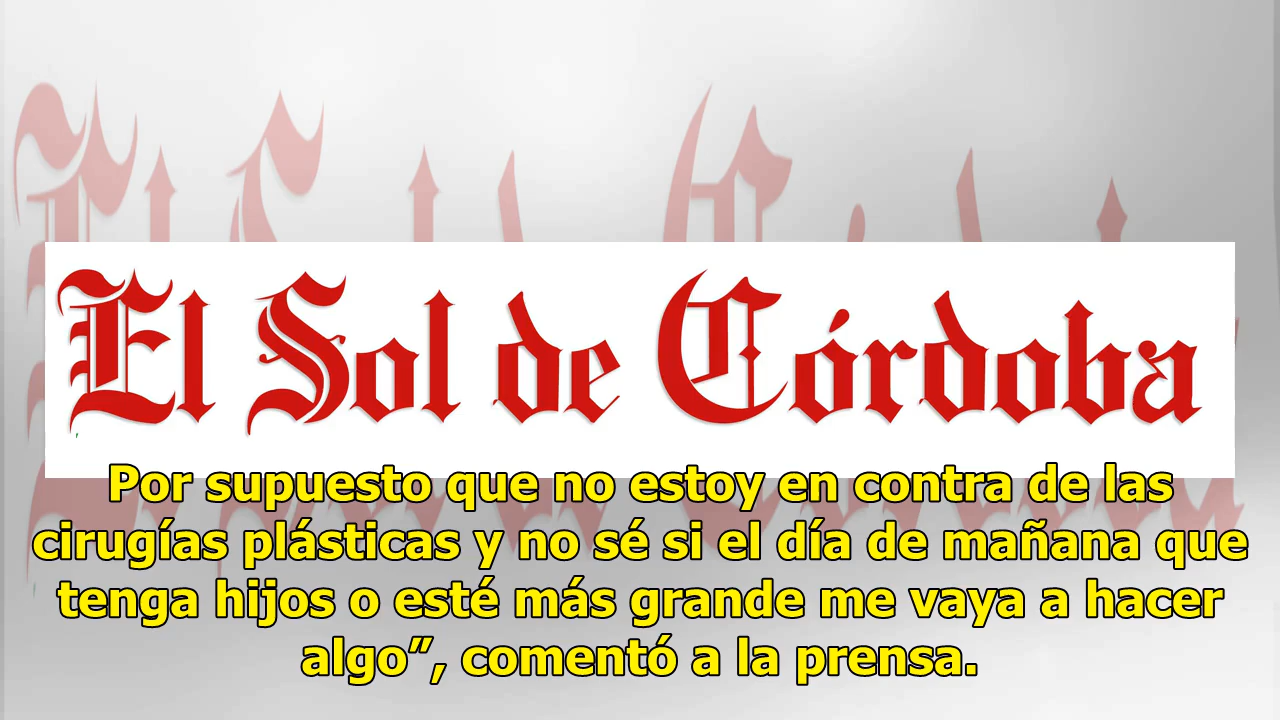 El Sol de Córdoba
Por supuesto que no estoy en contra de las
cirugías plásticas y no sé si el día de mañana que
tenga hijos o esté más grande me vaya a hacer
algo”, comentó a la prensa.